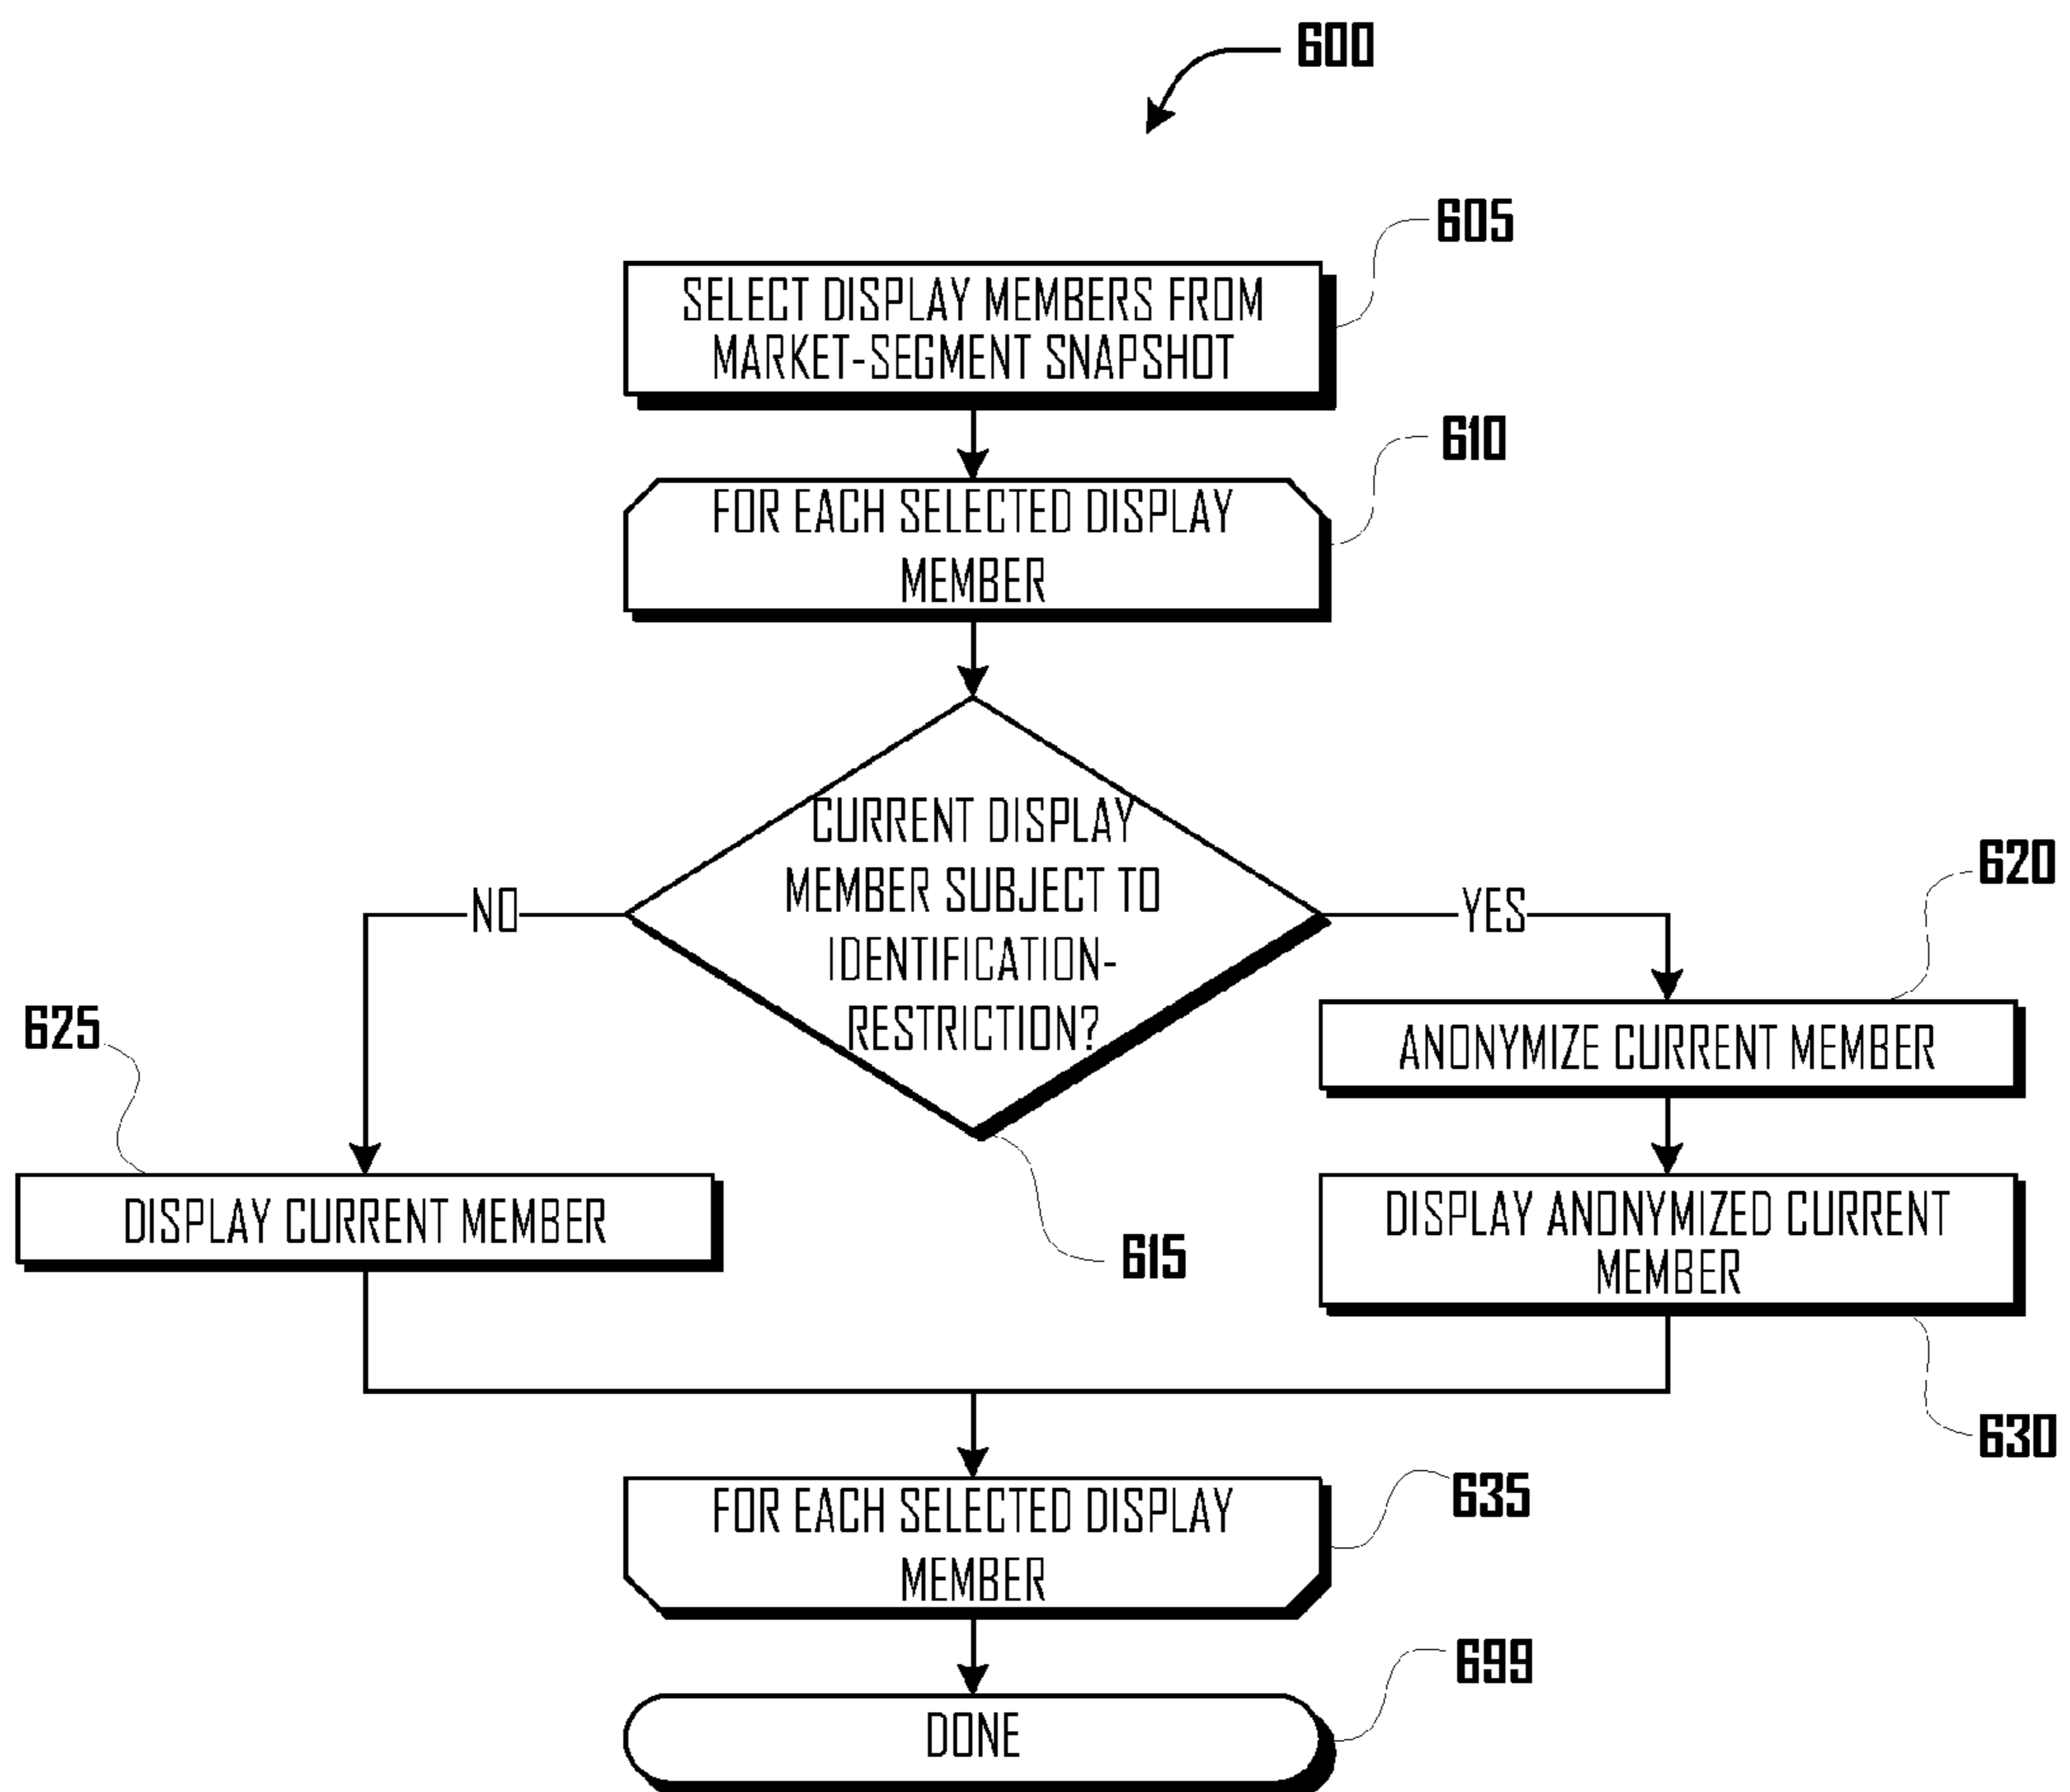 600
605
SELECT DISPLAY MEMBERS FROM
MARKET-SEGMENT SNAPSHOT
610
FOR EACH SELECTED DISPLAY
MEMBER
CURRENT DISPLAY
MEMBER SUBJECT TO
IDENTIFICATION-
RESTRICTION?
615
NO
YES
620
ANONYMIZE CURRENT MEMBER
625
DISPLAY CURRENT MEMBER
DISPLAY ANONYMIZED CURRENT
MEMBER
630
635
FOR EACH SELECTED DISPLAY
MEMBER
699
DONE